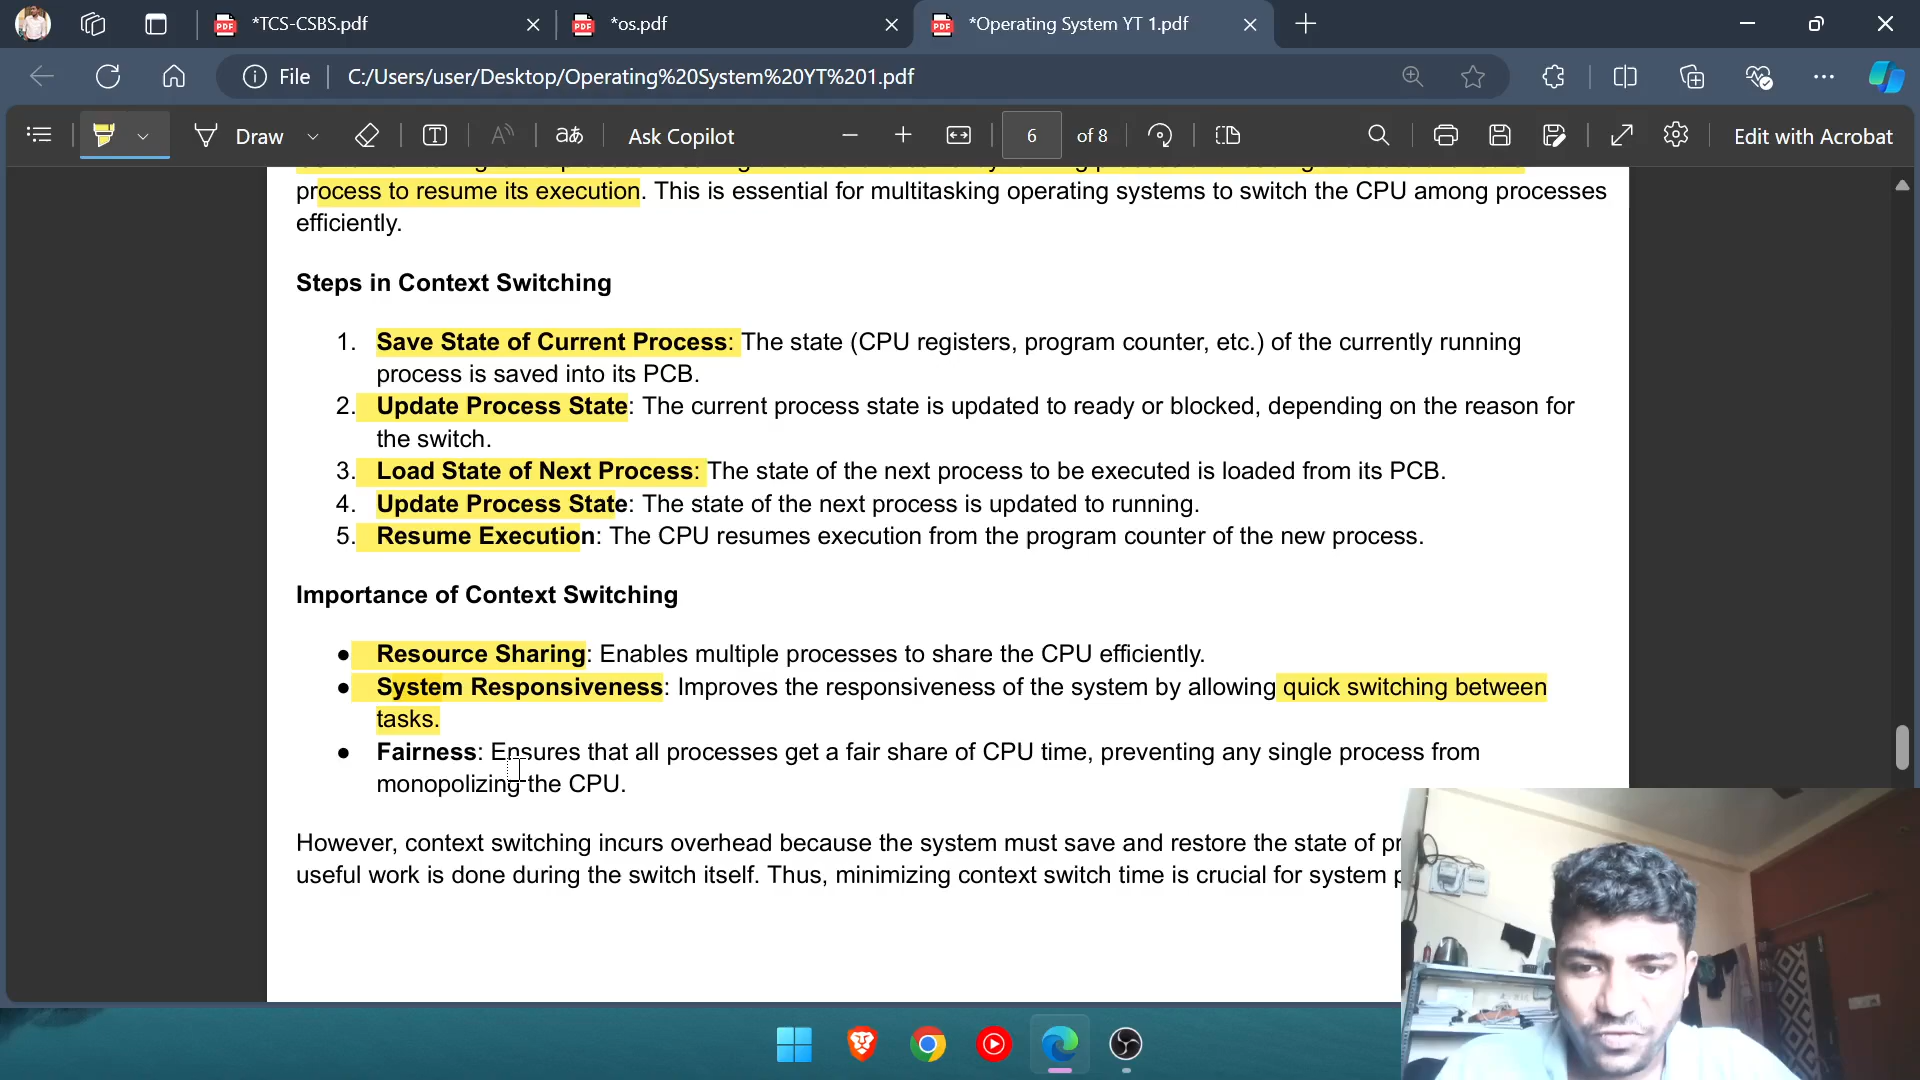 *TCS-CSBS.pdf
*os.pdf
*Operating System YT 1.pdf
File
C:/Users/user/Desktop/Operating%20System%20YT%201.pdf
Draw
aあ
Ask Copilot
6 of 8
Edit with Acrobat
process to resume its execution. This is essential for multitasking operating systems to switch the CPU among processes
efficiently.
Steps in Context Switching
1. Save State of Current Process: The state (CPU registers, program counter, etc.) of the currently running
process is saved into its PCB.
2. Update Process State: The current process state is updated to ready or blocked, depending on the reason for
the switch.
3. Load State of Next Process: The state of the next process to be executed is loaded from its PCB.
4. Update Process State: The state of the next process is updated to running.
5. Resume Execution: The CPU resumes execution from the program counter of the new process.
Importance of Context Switching
● Resource Sharing: Enables multiple processes to share the CPU efficiently.
● System Responsiveness: Improves the responsiveness of the system by allowing quick switching between
tasks.
● Fairness: Ensures that all processes get a fair share of CPU time, preventing any single process from
monopolizing the CPU.
However, context switching incurs overhead because the system must save and restore the state of pr
useful work is done during the switch itself. Thus, minimizing context switch time is crucial for system p